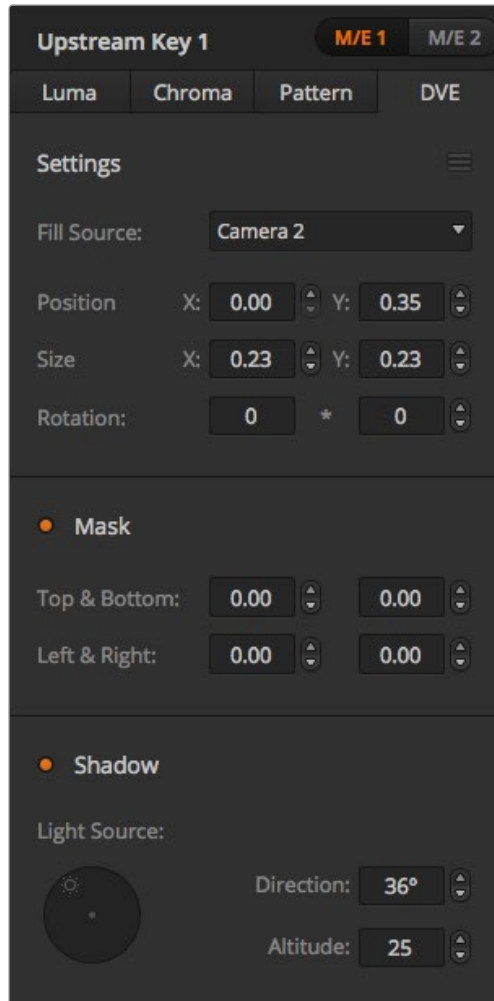 Upstream Key 1 M/E 1 M/E 2
Luma Chroma Pattern DVE
Settings
Fill Source: Camera 2
Position X: 0.00 Y: 0.35
Size X: 0.23 Y: 0.23
Rotation: 0 * 0
Mask
Top & Bottom: 0.00 0.00
Left & Right: 0.00 0.00
Shadow
Light Source:
Direction: 36º
Altitude: 25